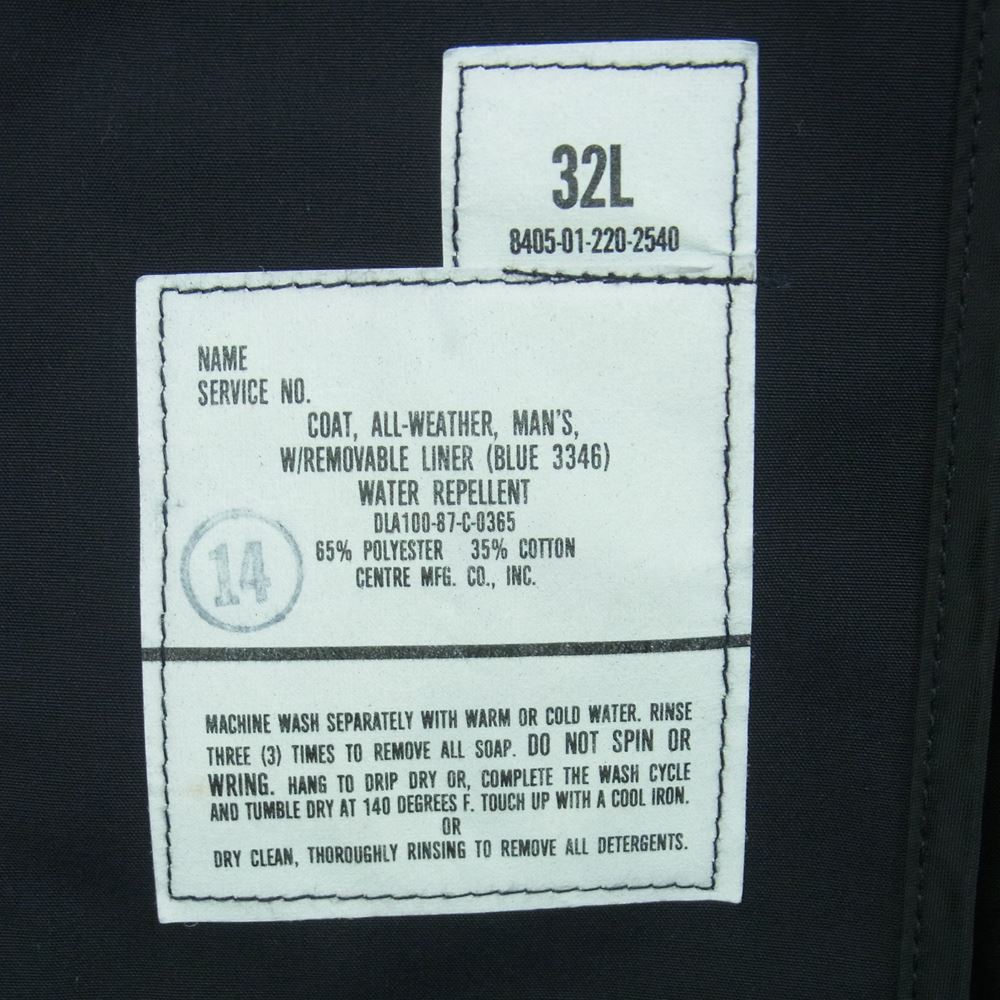 32L
8405-01-220-2540
NAME
SERVICE NO.
COAT, ALL-WEATHER, MAN'S,
W/REMOVABLE LINER (BLUE 3346)
WATER REPELLENT
DLA100-87-C-0365
65% POLYESTER 35% COTTON
CENTRE MFG. CO., INC.
14
MACHINE WASH SEPARATELY WITH WARM OR COLD WATER. RINSE
THREE (3) TIMES TO REMOVE ALL SOAP. DO NOT SPIN OR
WRING. HANG TO DRIP DRY OR, COMPLETE THE WASH CYCLE
AND TUMBLE DRY AT 140 DEGREES F. TOUCH UP WITH A COOL IRON.
OR
DRY CLEAN, THOROUGHLY RINSING TO REMOVE ALL DETERGENTS.